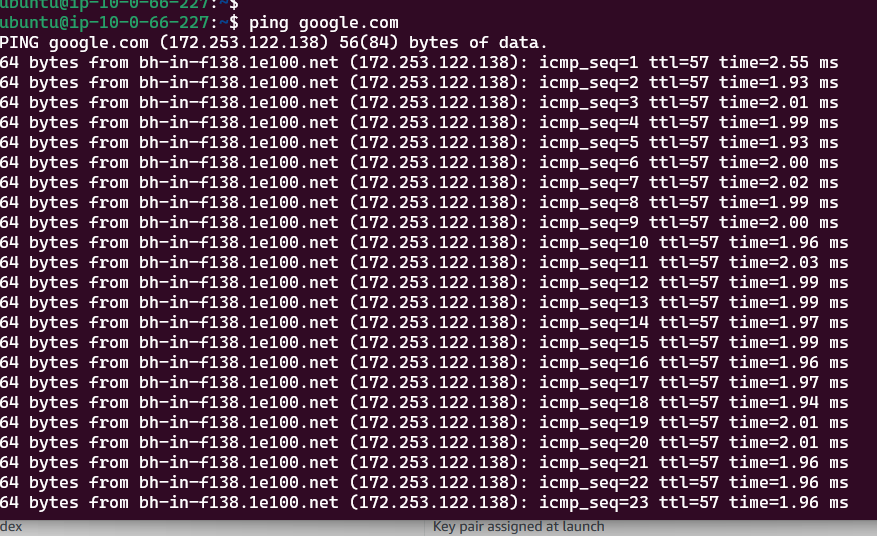 ubuntu@ip-10-0-66-227:~$
ubuntu@ip-10-0-66-227:~$ ping google.com
PING google.com (172.253.122.138) 56(84) bytes of data.
64 bytes from bh-in-f138.1e100.net (172.253.122.138): icmp_seq=1 ttl=57 time=2.55 ms
64 bytes from bh-in-f138.1e100.net (172.253.122.138): icmp_seq=2 ttl=57 time=1.93 ms
64 bytes from bh-in-f138.1e100.net (172.253.122.138): icmp_seq=3 ttl=57 time=2.01 ms
64 bytes from bh-in-f138.1e100.net (172.253.122.138): icmp_seq=4 ttl=57 time=1.99 ms
64 bytes from bh-in-f138.1e100.net (172.253.122.138): icmp_seq=5 ttl=57 time=1.93 ms
64 bytes from bh-in-f138.1e100.net (172.253.122.138): icmp_seq=6 ttl=57 time=2.00 ms
64 bytes from bh-in-f138.1e100.net (172.253.122.138): icmp_seq=7 ttl=57 time=2.02 ms
64 bytes from bh-in-f138.1e100.net (172.253.122.138): icmp_seq=8 ttl=57 time=1.99 ms
64 bytes from bh-in-f138.1e100.net (172.253.122.138): icmp_seq=9 ttl=57 time=2.00 ms
64 bytes from bh-in-f138.1e100.net (172.253.122.138): icmp_seq=10 ttl=57 time=1.96 ms
64 bytes from bh-in-f138.1e100.net (172.253.122.138): icmp_seq=11 ttl=57 time=2.03 ms
64 bytes from bh-in-f138.1e100.net (172.253.122.138): icmp_seq=12 ttl=57 time=1.99 ms
64 bytes from bh-in-f138.1e100.net (172.253.122.138): icmp_seq=13 ttl=57 time=1.99 ms
64 bytes from bh-in-f138.1e100.net (172.253.122.138): icmp_seq=14 ttl=57 time=1.97 ms
64 bytes from bh-in-f138.1e100.net (172.253.122.138): icmp_seq=15 ttl=57 time=1.99 ms
64 bytes from bh-in-f138.1e100.net (172.253.122.138): icmp_seq=16 ttl=57 time=1.96 ms
64 bytes from bh-in-f138.1e100.net (172.253.122.138): icmp_seq=17 ttl=57 time=1.97 ms
64 bytes from bh-in-f138.1e100.net (172.253.122.138): icmp_seq=18 ttl=57 time=1.94 ms
64 bytes from bh-in-f138.1e100.net (172.253.122.138): icmp_seq=19 ttl=57 time=2.01 ms
64 bytes from bh-in-f138.1e100.net (172.253.122.138): icmp_seq=20 ttl=57 time=2.01 ms
64 bytes from bh-in-f138.1e100.net (172.253.122.138): icmp_seq=21 ttl=57 time=1.96 ms
64 bytes from bh-in-f138.1e100.net (172.253.122.138): icmp_seq=22 ttl=57 time=1.96 ms
64 bytes from bh-in-f138.1e100.net (172.253.122.138): icmp_seq=23 ttl=57 time=1.96 ms
dex
Key pair assigned at launch